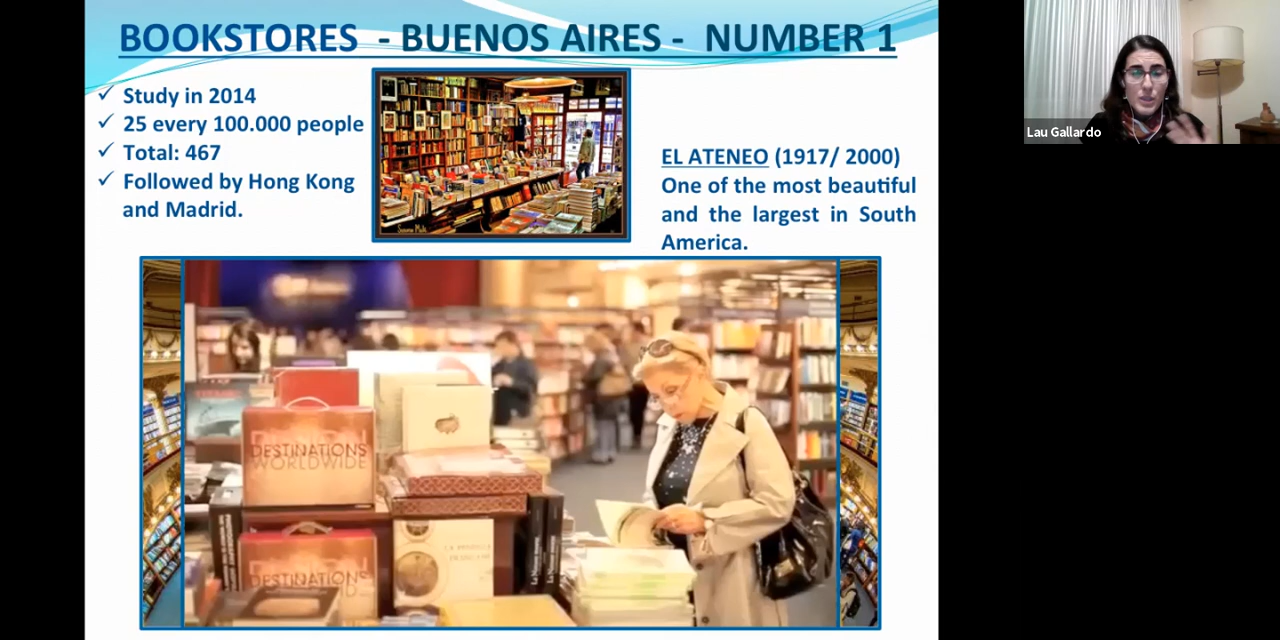 BOOKSTORES - BUENOS AIRES - NUMBER 1
✓ Study in 2014
✓ 25 every 100.000 people
✓ Total: 467
✓ Followed by Hong Kong
and Madrid.
EL ATENEO (1917/ 2000)
One of the most beautiful
and the largest in South
America.
DESTINATIONS
WORLDWIDE
DESTINATIONS
Lau Gallardo